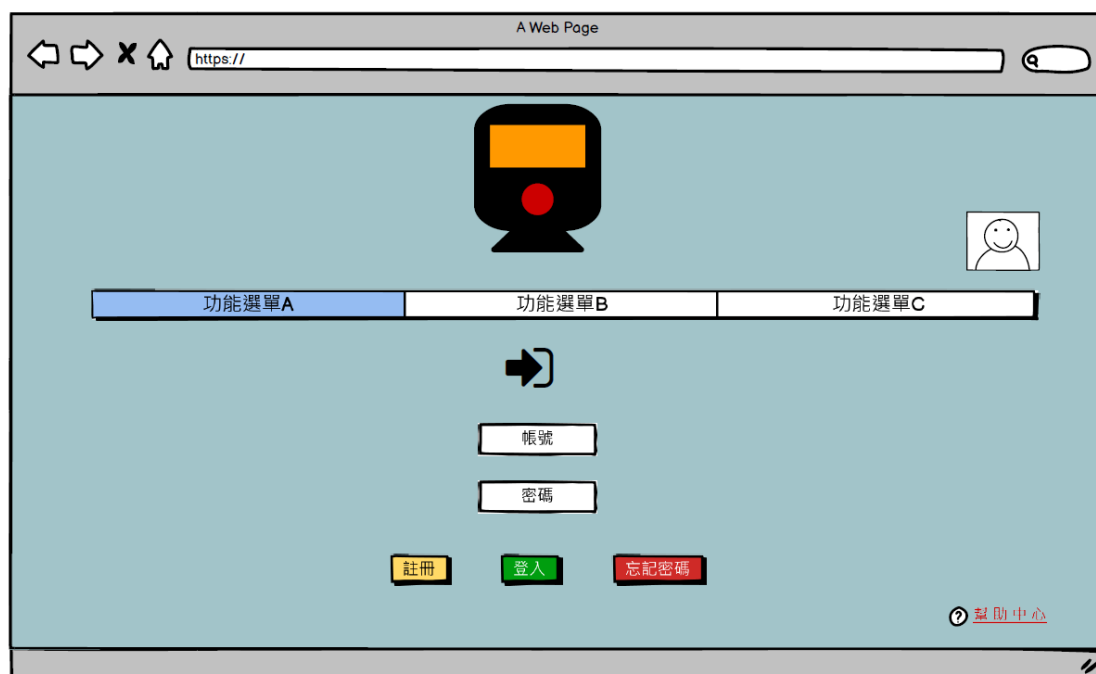 A Web Page
https://
功能選單A
功能選單B
功能選單C
帳號
密碼
註冊
登入
忘記密碼
? 幫助中心